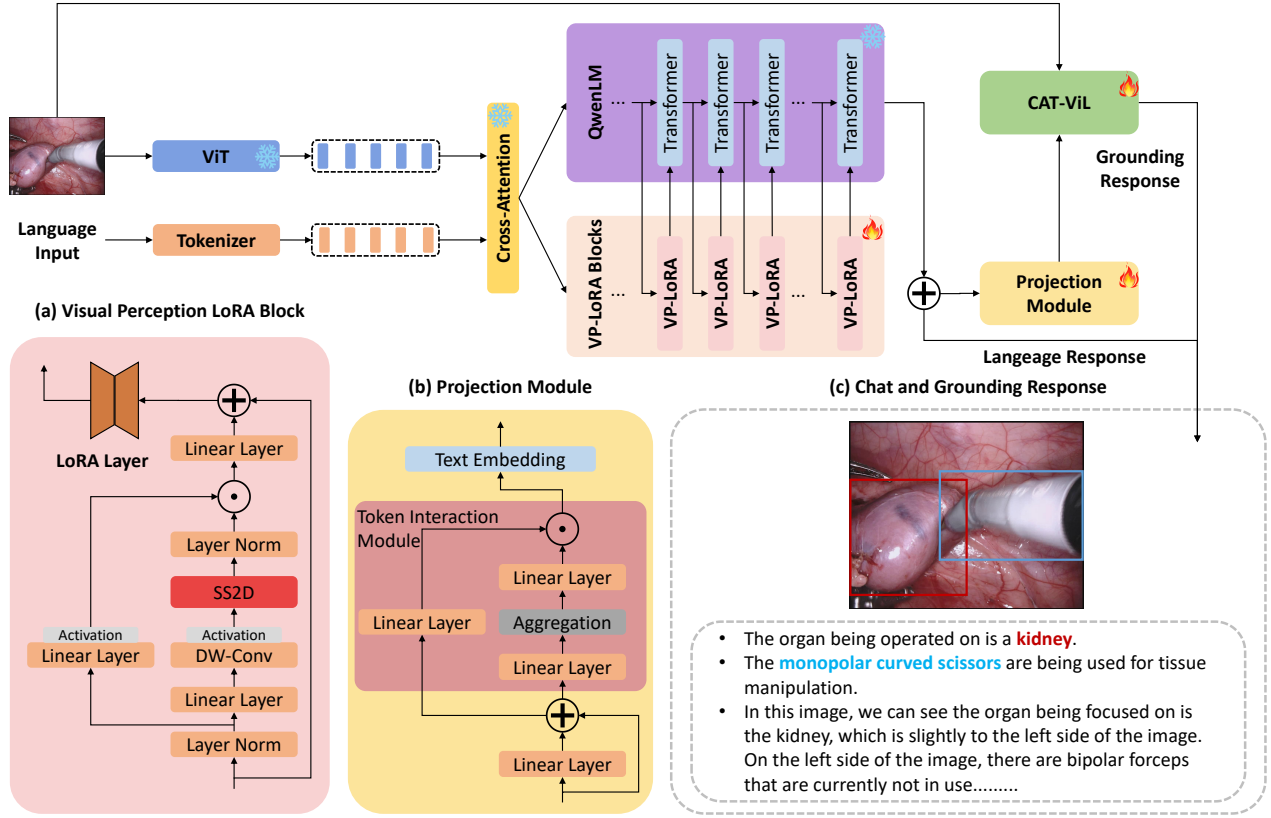 ViT
Language
Input
Tokenizer
Cross-Attention
QwenLM
...
Transformer
Transformer
Transformer
...
Transformer
VP-LoRA Blocks
...
VP-LoRA
VP-LoRA
VP-LoRA
...
VP-LoRA
CAT-ViL
Grounding
Response
Projection
Module
Langeage Response
(a) Visual Perception LoRA Block
LoRA Layer
Linear Layer
Layer Norm
SS2D
Activation
Linear Layer
Activation
DW-Conv
Linear Layer
Layer Norm
(b) Projection Module
Text Embedding
Token Interaction
Module
Linear Layer
Linear Layer
Aggregation
Linear Layer
Linear Layer
(c) Chat and Grounding Response
• The organ being operated on is a kidney.
• The monopolar curved scissors are being used for tissue
manipulation.
• In this image, we can see the organ being focused on is
the kidney, which is slightly to the left side of the image.
On the left side of the image, there are bipolar forceps
that are currently not in use.........